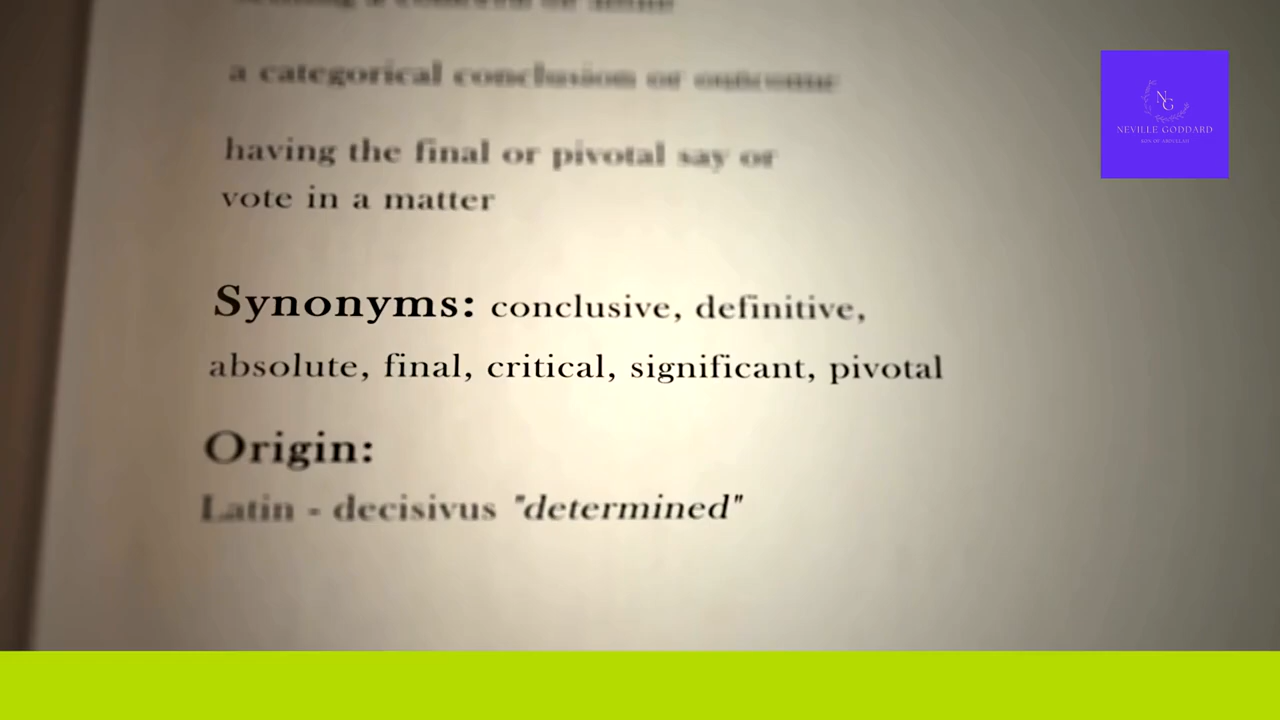 a categorical conclusion or outcome
having the final or pivotal say or
vote in a matter
Synonyms: conclusive, definitive,
absolute, final, critical, significant, pivotal
Origin:
Latin - decisivus "determined"
NG
NEVILLE GODDARD